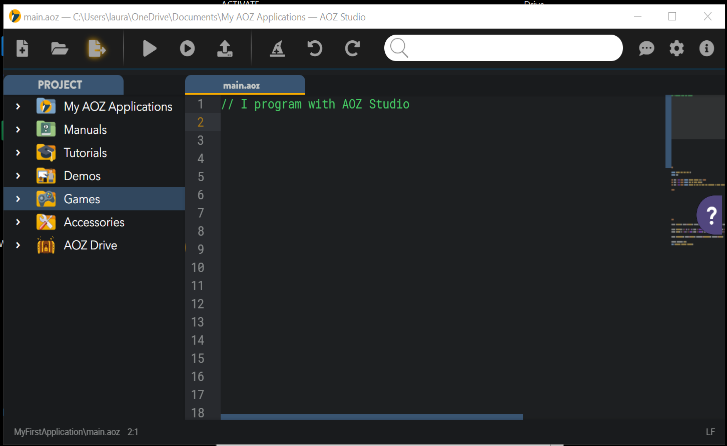 ACTIVATE
Drive
main.aoz — C:\Users\laura\OneDrive\Documents\My AOZ Applications — AOZ Studio
PROJECT
main.aoz
My AOZ Applications
Manuals
Tutorials
Demos
Games
Accessories
AOZ Drive
1 // I program with AOZ Studio
2
3
4
5
6
7
8
9
10
11
12
13
14
15
16
17
18
?
MyFirstApplication\main.aoz 2:1
LF